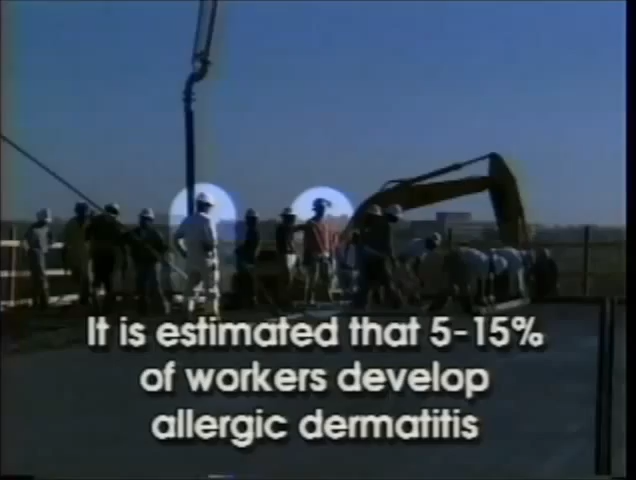 It is estimated that 5-15%
of workers develop
allergic dermatitis